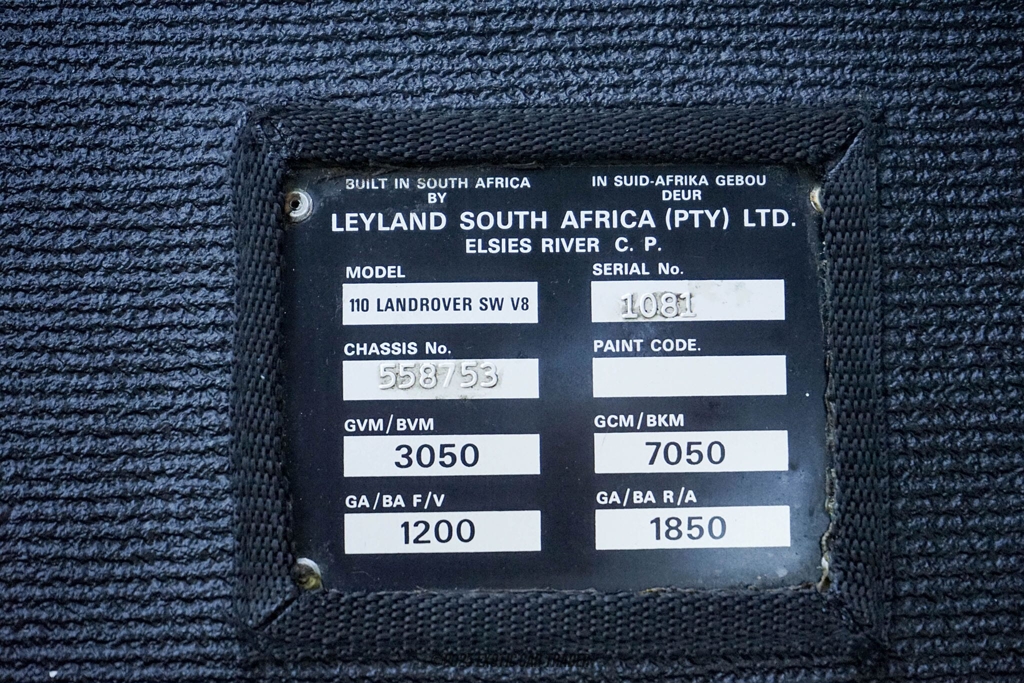 BUILT IN SOUTH AFRICA
BY
IN SUID-AFRIKA GEBOU
DEUR
LEYLAND SOUTH AFRICA (PTY) LTD.
ELSIES RIVER C. P.
MODEL
110 LANDROVER SW V8
SERIAL No.
1081
CHASSIS No.
558753
PAINT CODE.
GVM/BVM
3050
GCM/BKM
7050
GA/BA F/V
1200
GA/BA R/A
1850